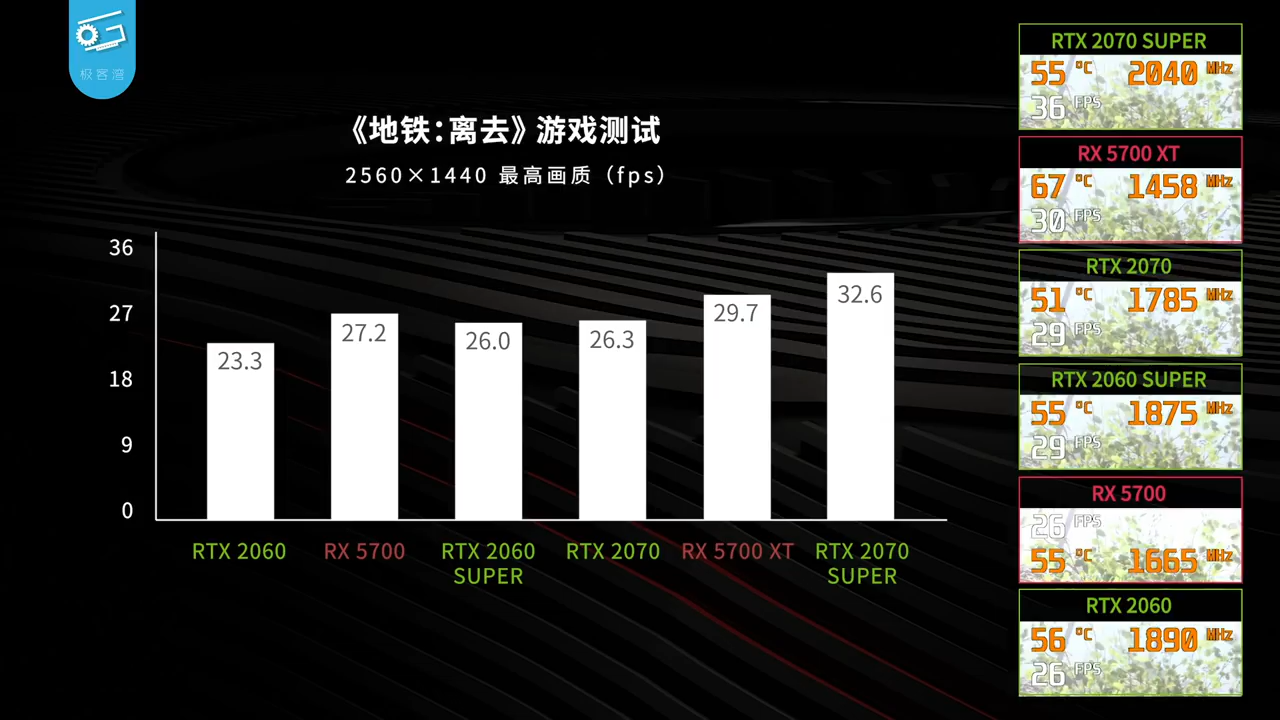 极客湾
《地铁:离去》游戏测试
2560×1440 最高画质（fps）
36
27
18
9
0
23.3
27.2
26.0
26.3
29.7
32.6
RTX 2060
RX 5700
RTX 2060
SUPER
RTX 2070
RX 5700 XT
RTX 2070
SUPER
RTX 2070 SUPER
55 °C 2040 MHz
36 FPS
RX 5700 XT
67 °C 1458 MHz
30 FPS
RTX 2070
51 °C 1785 MHz
29 FPS
RTX 2060 SUPER
55 °C 1875 MHz
29 FPS
RX 5700
26 FPS
55 °C 1665 MHz
RTX 2060
56 °C 1890 MHz
26 FPS